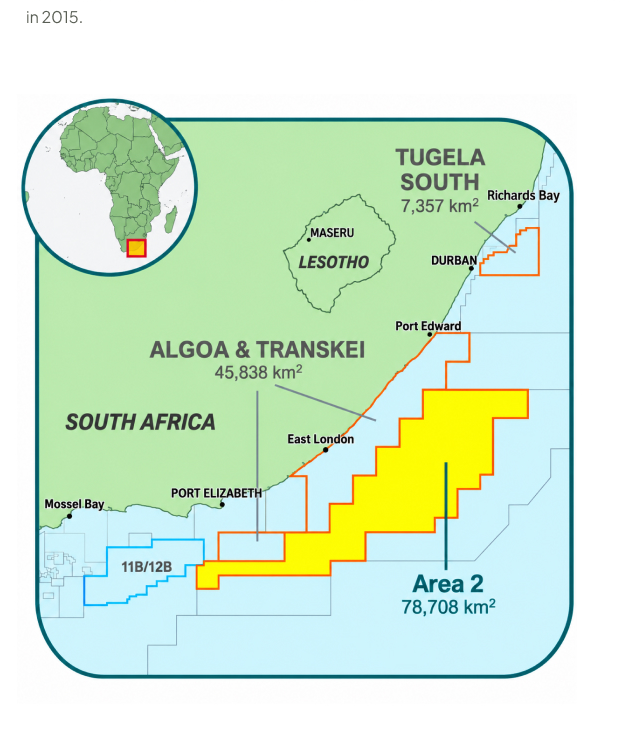 in 2015.
TUGELA
SOUTH
7,357 km²
Richards Bay
MASERU
LESOTHO
DURBAN
Port Edward
ALGOA & TRANSKEI
45,838 km²
SOUTH AFRICA
East London
PORT ELIZABETH
Mossel Bay
11B/12B
Area 2
78,708 km²